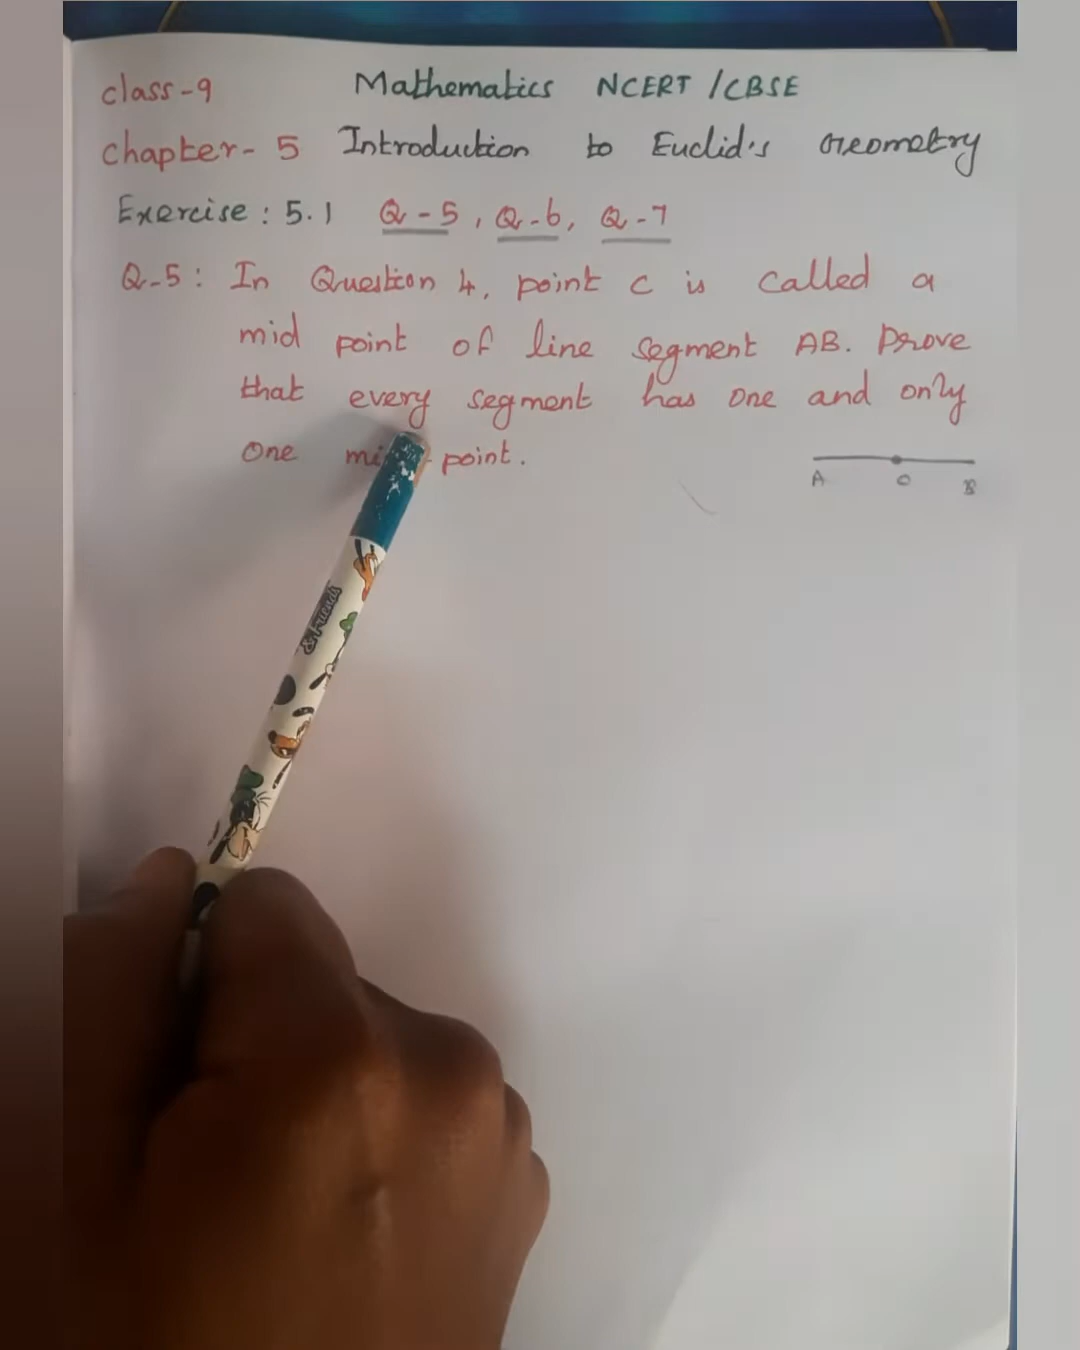 class-9 Mathematics NCERT / CBSE
chapter- 5 Introduction to Euclid's Geometry
Exercise : 5.1 Q-5, Q-6, Q-7
Q-5: In Question 4, point C is called a
mid point of line segment AB. Prove
that every segment has one and only
one point.
A C B
& Friends